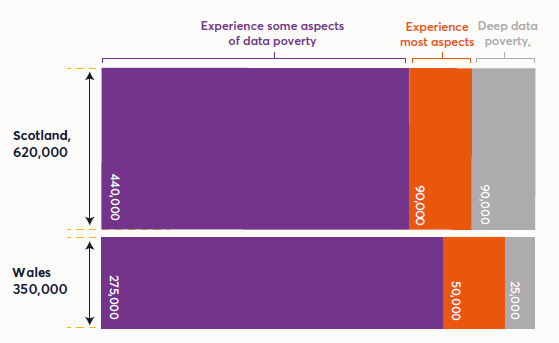 Experience some aspects
of data poverty
Experience
most aspects
Deep data
poverty,
Scotland,
620,000
440,000
90,000
90,000
Wales
350,000
275,000
50,000
25,000